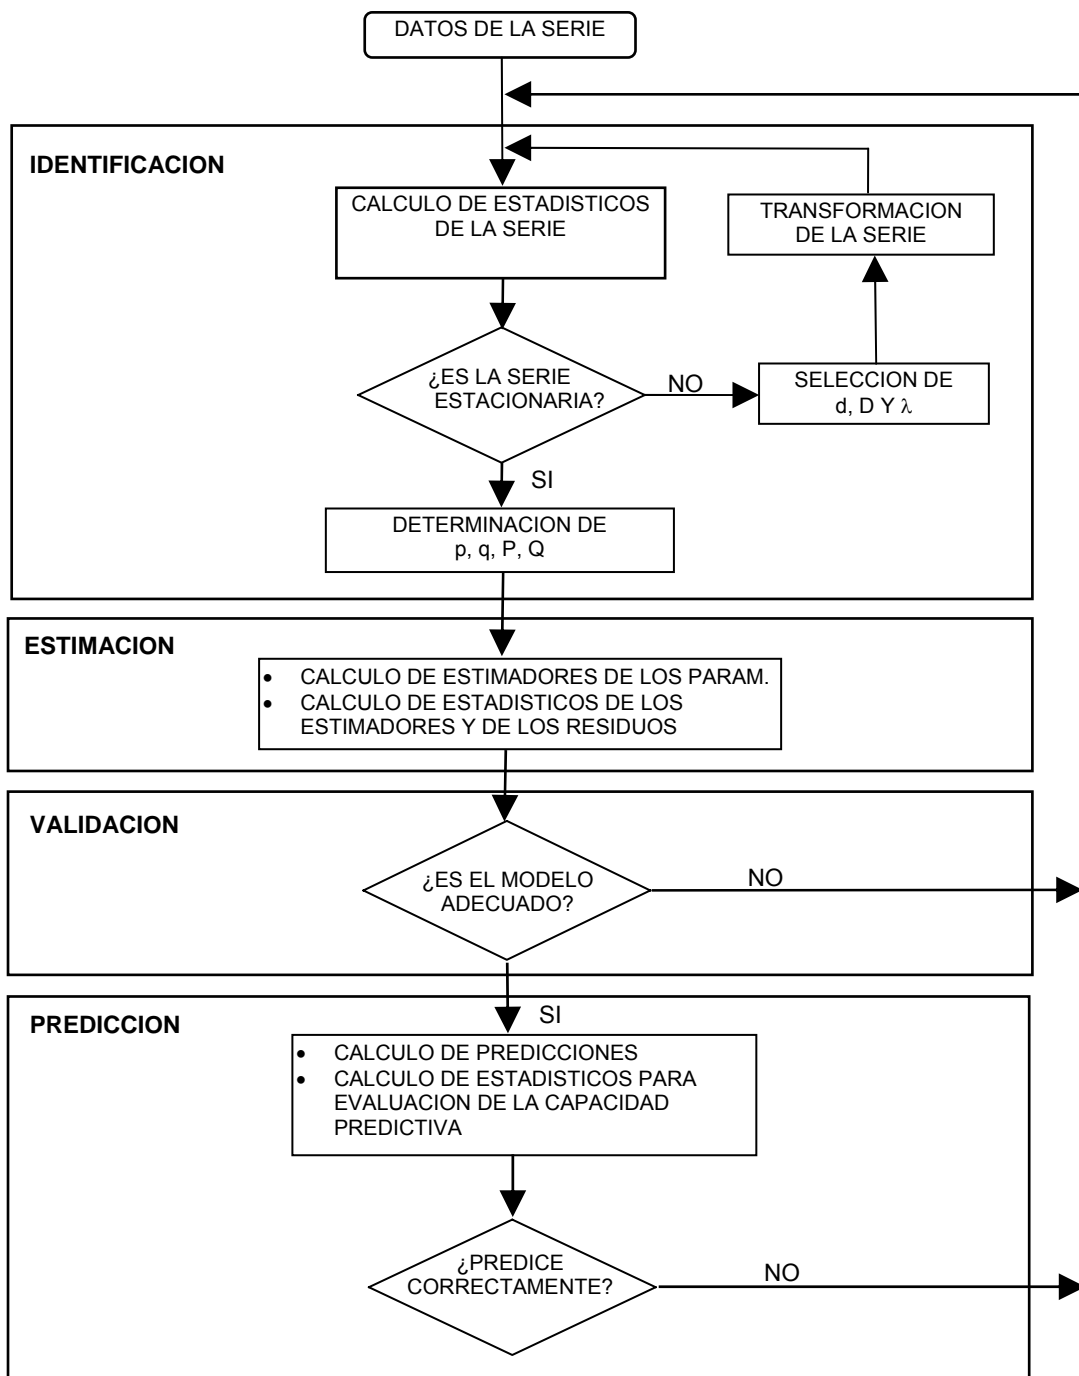 DATOS DE LA SERIE
IDENTIFICACION
CALCULO DE ESTADISTICOS
DE LA SERIE
TRANSFORMACION
DE LA SERIE
¿ES LA SERIE
ESTACIONARIA?
NO
SELECCION DE
d, D Y λ
SI
DETERMINACION DE
p, q, P, Q
ESTIMACION
• CALCULO DE ESTIMADORES DE LOS PARAM.
• CALCULO DE ESTADISTICOS DE LOS
ESTIMADORES Y DE LOS RESIDUOS
VALIDACION
¿ES EL MODELO
ADECUADO?
NO
SI
PREDICCION
• CALCULO DE PREDICCIONES
• CALCULO DE ESTADISTICOS PARA
EVALUACION DE LA CAPACIDAD
PREDICTIVA
¿PREDICE
CORRECTAMENTE?
NO